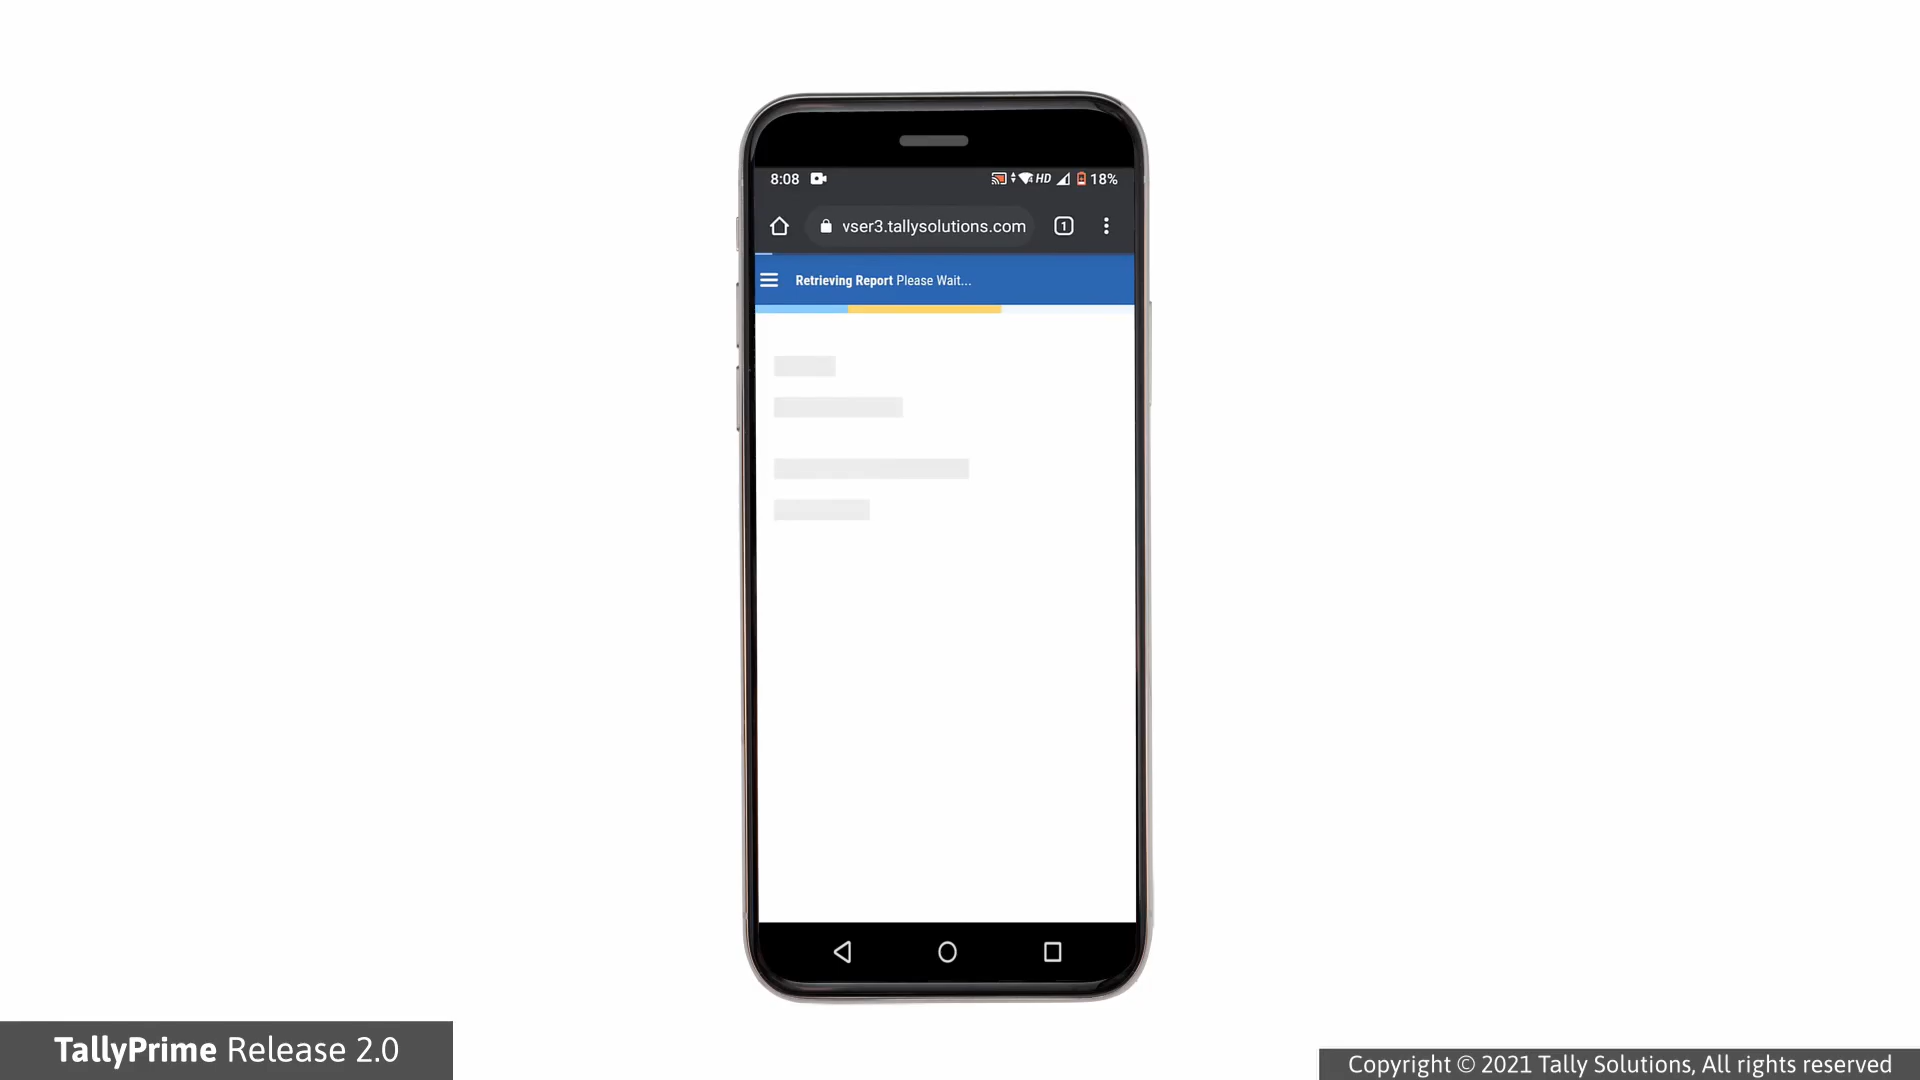 8:08 HD 18%
vser3.tallysolutions.com 1
Retrieving Report Please Wait...
TallyPrime Release 2.0
Copyright © 2021 Tally Solutions, All rights reserved